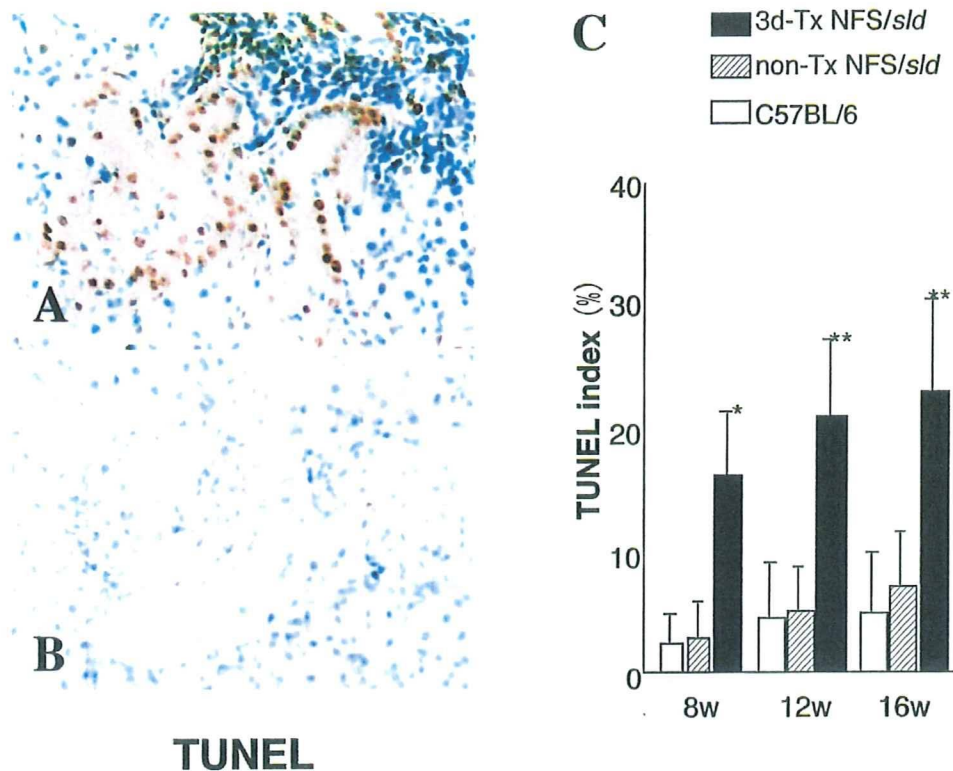 A
B
TUNEL
C
3d-Tx NFS/sld
non-Tx NFS/sld
C57BL/6
TUNEL index (%)
40
30
20
10
0
*
**
**
8w
12w
16w